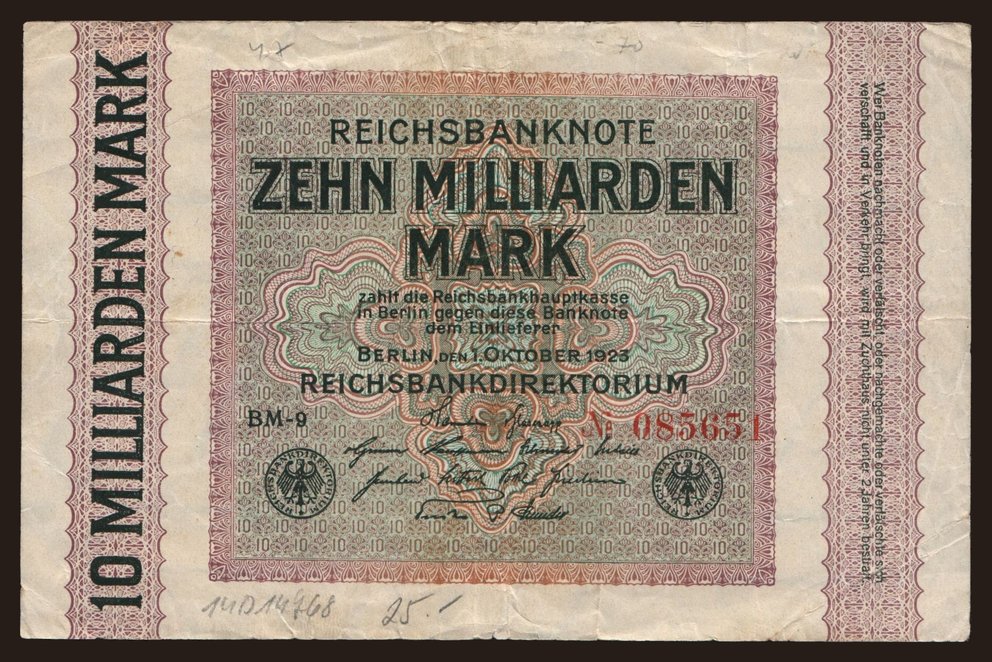 10 MILLIARDEN MARK
REICHSBANKNOTE
ZEHN MILLIARDEN
MARK
zahlt die Reichsbankhauptkasse
in Berlin gegen diese Banknote
dem Einlieferer
BERLIN, DEN 1. OKTOBER 1923
REICHSBANKDIREKTORIUM
BM-9
№ 085651
REICHSBANKDIREKTORIUM
REICHSBANKDIREKTORIUM
Wer Banknoten nachmacht oder verfälscht, oder nachgemachte oder verfälschte sich
verschafft und in Verkehr bringt, wird mit Zuchthaus nicht unter 2 Jahren bestraft.
25.-